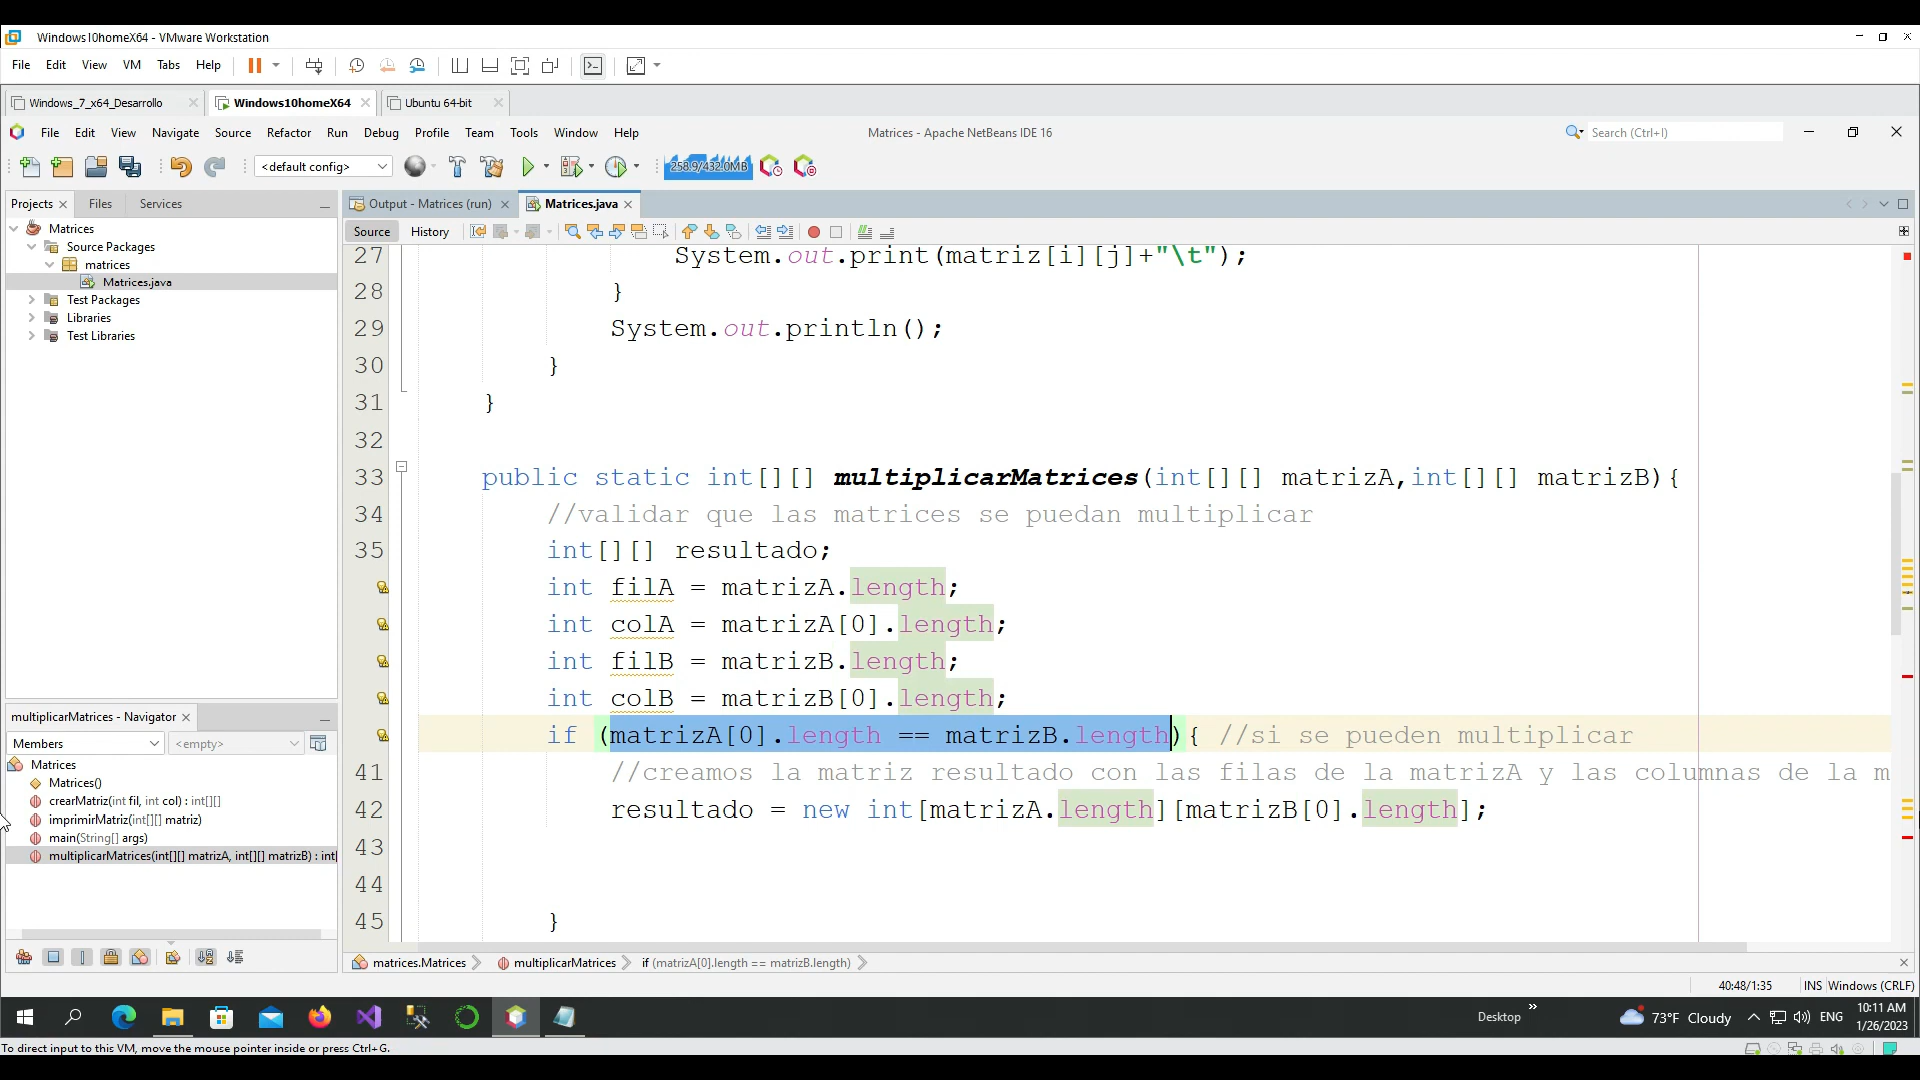 Windows10homeX64 - VMware Workstation
File Edit View VM Tabs Help
Windows_7_x64_Desarrollo Windows10homeX64 Ubuntu 64-bit
File Edit View Navigate Source Refactor Run Debug Profile Team Tools Window Help Matrices - Apache NetBeans IDE 16 Search (Ctrl+I)
<default config> 258.9/432.0MB
Projects Files Services Output - Matrices (run) Matrices.java
Source History
Matrices
Source Packages
matrices
Matrices.java
Test Packages
Libraries
Test Libraries
27 System.out.print(matriz[i][j]+"\t");
28 }
29 System.out.println();
30 }
31 }
32
33 public static int[][] multiplicarMatrices(int[][] matrizA,int[][] matrizB){
34 //validar que las matrices se puedan multiplicar
35 int[][] resultado;
int filA = matrizA.length;
int colA = matrizA[0].length;
int filB = matrizB.length;
int colB = matrizB[0].length;
if (matrizA[0].length == matrizB.length){ //si se pueden multiplicar
41 //creamos la matriz resultado con las filas de la matrizA y las columnas de la m
42 resultado = new int[matrizA.length][matrizB[0].length];
43
44
45 }
multiplicarMatrices - Navigator
Members <empty>
Matrices
Matrices()
crearMatriz(int fil, int col) : int[][]
imprimirMatriz(int[][] matriz)
main(String[] args)
multiplicarMatrices(int[][] matrizA, int[][] matrizB) : int[
matrices.Matrices multiplicarMatrices if (matrizA[0].length == matrizB.length)
40:48/1:35 INS Windows (CRLF)
Desktop 73°F Cloudy ENG 10:11 AM
1/26/2023
To direct input to this VM, move the mouse pointer inside or press Ctrl+G.